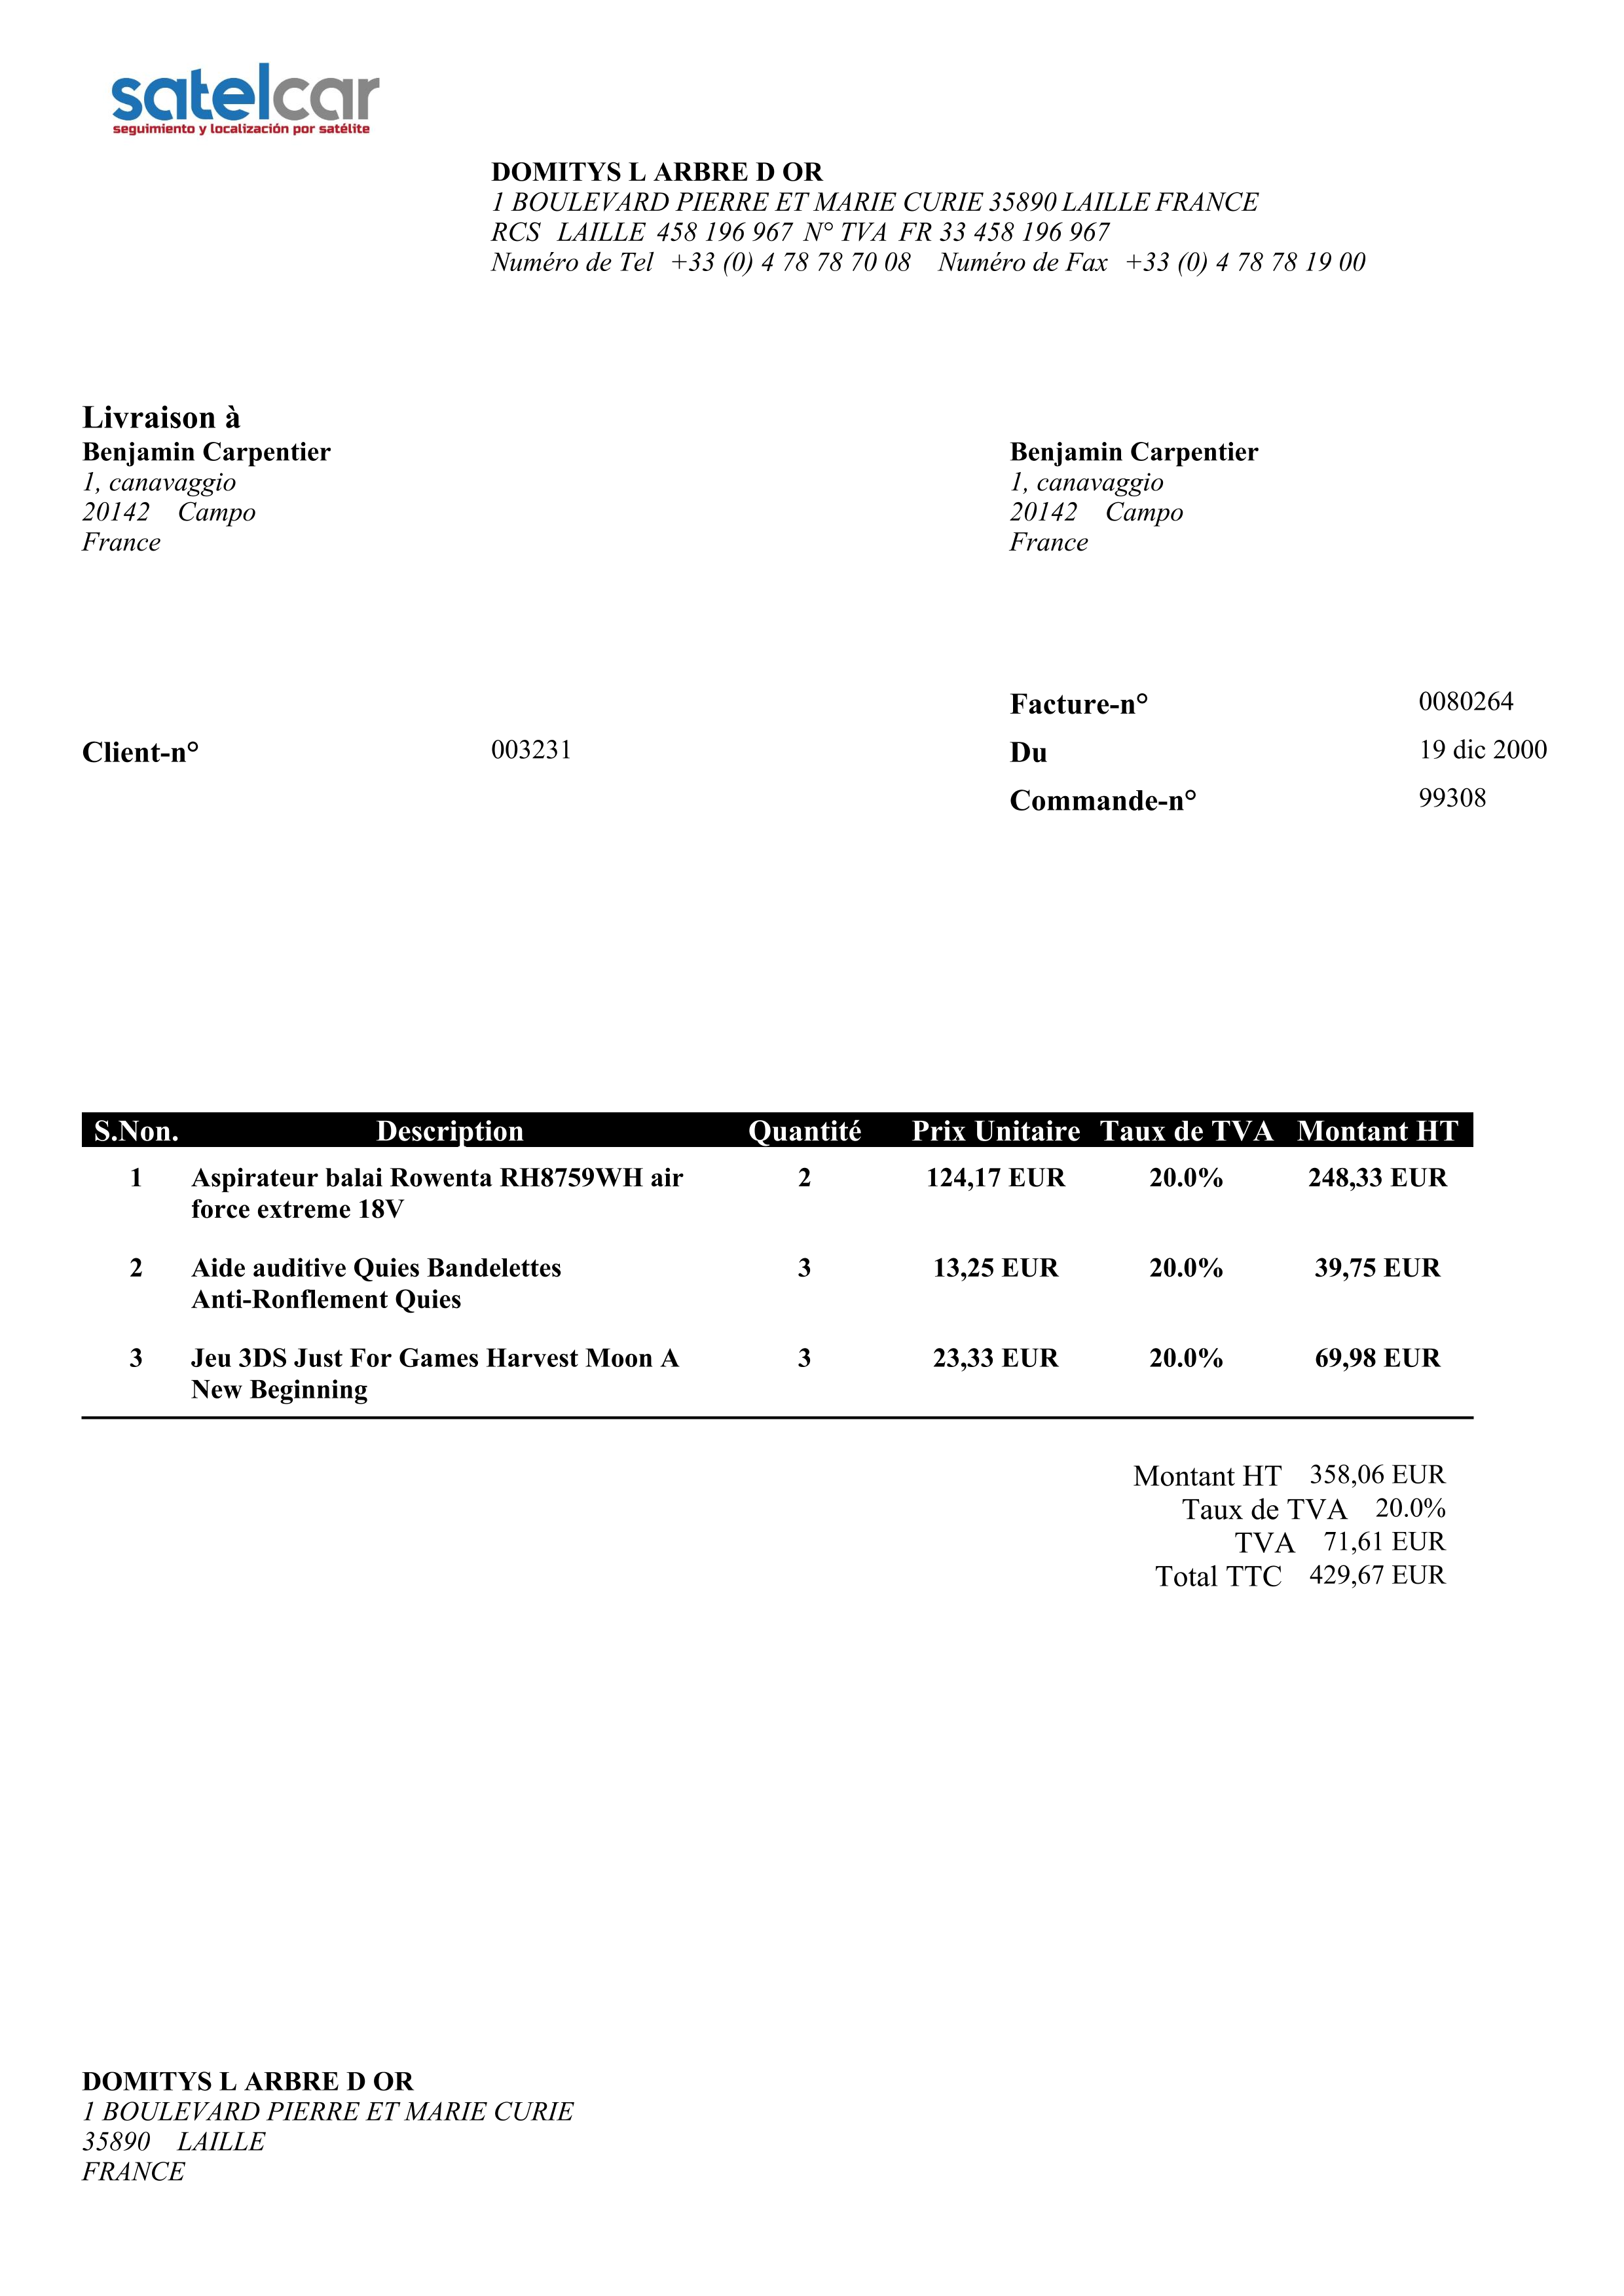 satelcar
seguimiento y localización por satélite
DOMITYS L ARBRE D OR
1 BOULEVARD PIERRE ET MARIE CURIE 35890 LAILLE FRANCE
RCS LAILLE 458 196 967 N° TVA FR 33 458 196 967
Numéro de Tel +33 (0) 4 78 78 70 08 Numéro de Fax +33 (0) 4 78 78 19 00
Livraison à
Benjamin Carpentier
1, canavaggio
20142 Campo
France
Benjamin Carpentier
1, canavaggio
20142 Campo
France
Facture-n° 0080264
Client-n° 003231
Du 19 dic 2000
Commande-n° 99308
S.Non. Description Quantité Prix Unitaire Taux de TVA Montant HT
1 Aspirateur balai Rowenta RH8759WH air 2 124,17 EUR 20.0% 248,33 EUR
force extreme 18V
2 Aide auditive Quies Bandelettes 3 13,25 EUR 20.0% 39,75 EUR
Anti-Ronflement Quies
3 Jeu 3DS Just For Games Harvest Moon A 3 23,33 EUR 20.0% 69,98 EUR
New Beginning
Montant HT 358,06 EUR
Taux de TVA 20.0%
TVA 71,61 EUR
Total TTC 429,67 EUR
DOMITYS L ARBRE D OR
1 BOULEVARD PIERRE ET MARIE CURIE
35890 LAILLE
FRANCE